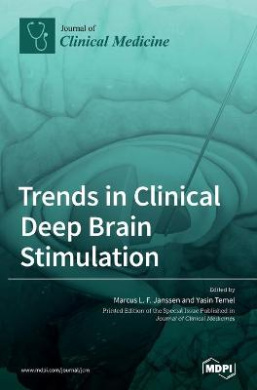 Journal of
Clinical Medicine
Trends in Clinical
Deep Brain
Stimulation
Edited by
Marcus L. F. Janssen and Yasin Temel
Printed Edition of the Special Issue Published in
Journal of Clinical Medicine
www.mdpi.com/journal/jcm
MDPI